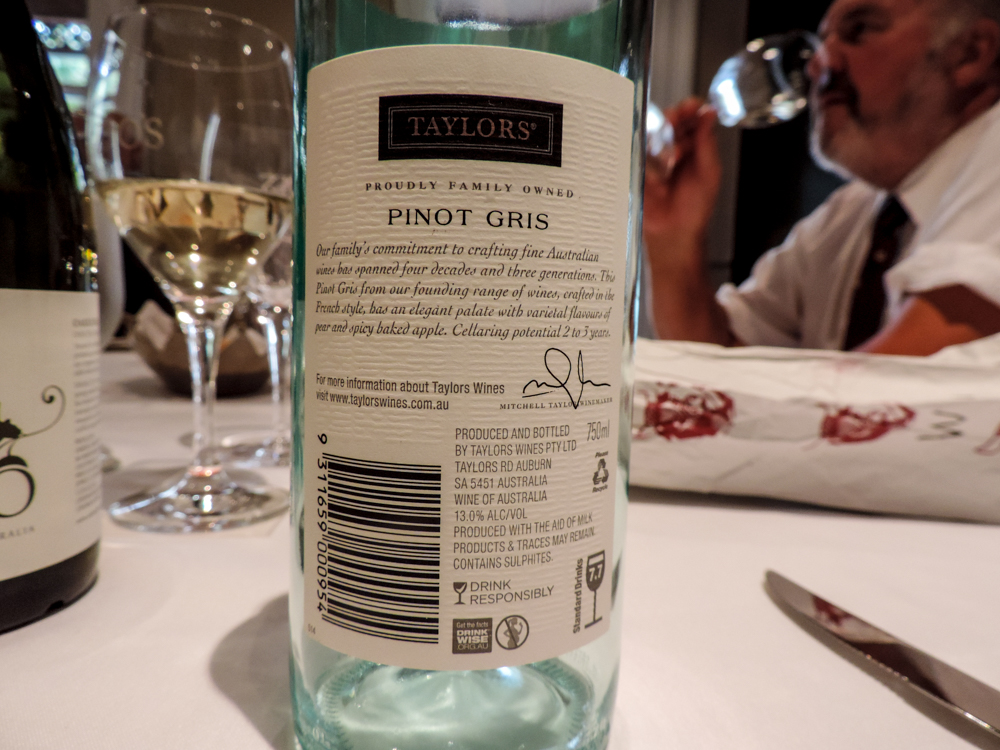 TAYLORS®
PROUDLY FAMILY OWNED
PINOT GRIS
Our family's commitment to crafting fine Australian
wines has spanned four decades and three generations. This
Pinot Gris from our founding range of wines, crafted in the
French style, has an elegant palate with varietal flavours of
pear and spicy baked apple. Cellaring potential 2 to 3 years.
For more information about Taylors Wines
visit www.taylorswines.com.au
MITCHELL TAYLOR WINEMAKER
PRODUCED AND BOTTLED
BY TAYLORS WINES PTY LTD
TAYLORS RD AUBURN
SA 5451 AUSTRALIA
WINE OF AUSTRALIA
13.0% ALC/VOL
PRODUCED WITH THE AID OF MILK
PRODUCTS & TRACES MAY REMAIN.
CONTAINS SULPHITES.
750ml
Please
Recycle
9 311659 000954
DRINK
RESPONSIBLY
Get the facts
DRINK
WISE
.ORG.AU
Standard Drinks
7.7